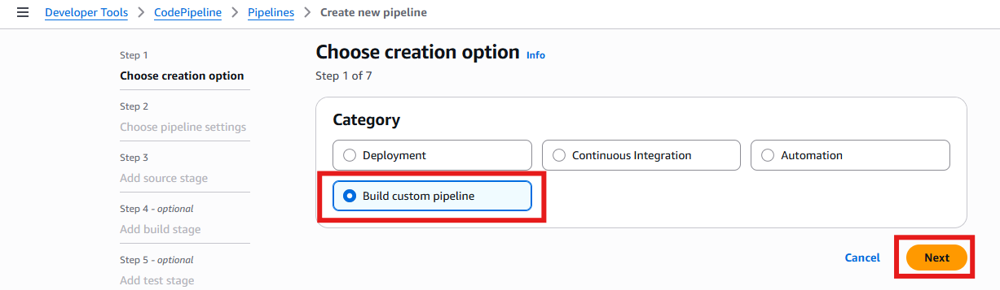 Developer Tools > CodePipeline > Pipelines > Create new pipeline
Step 1
Choose creation option
Step 2
Choose pipeline settings
Step 3
Add source stage
Step 4 - optional
Add build stage
Step 5 - optional
Add test stage
Choose creation option Info
Step 1 of 7
Category
Deployment
Continuous Integration
Automation
Build custom pipeline
Cancel
Next